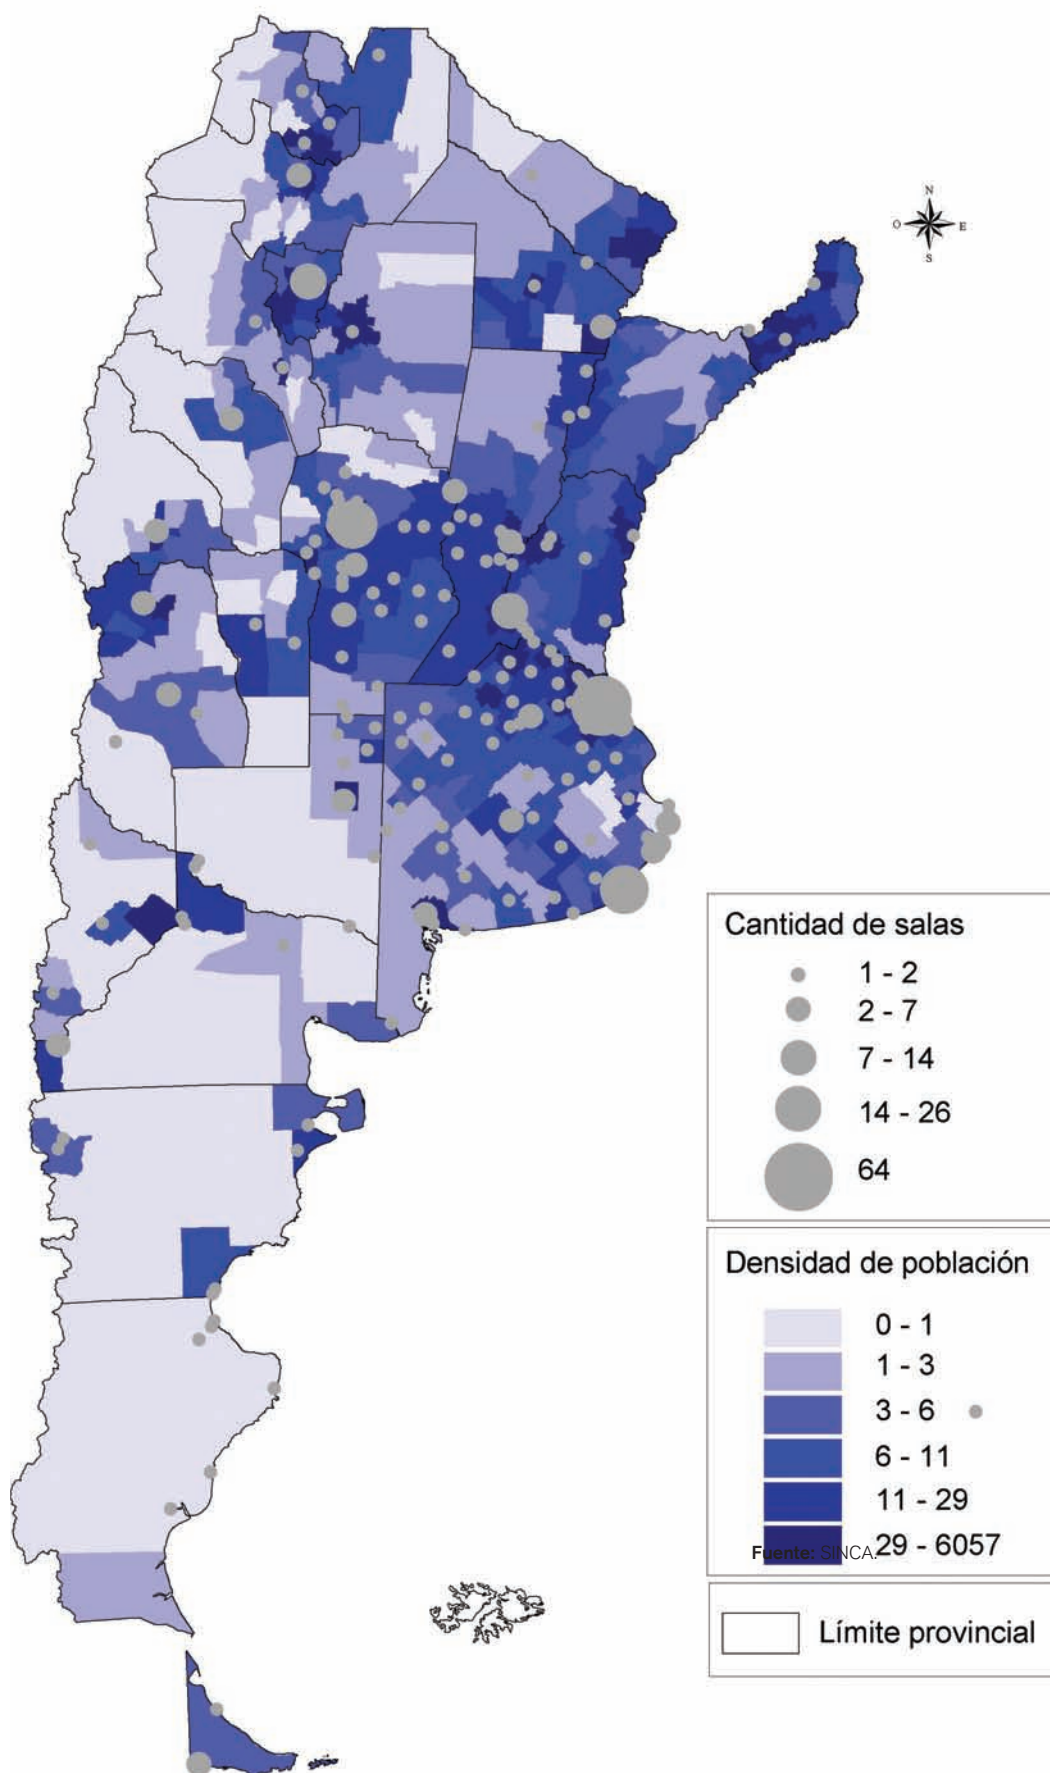 N
O E
S
Cantidad de salas
1 - 2
2 - 7
7 - 14
14 - 26
64
Densidad de población
0 - 1
1 - 3
3 - 6
6 - 11
11 - 29
29 - 6057
Fuente: SINCA.
Límite provincial